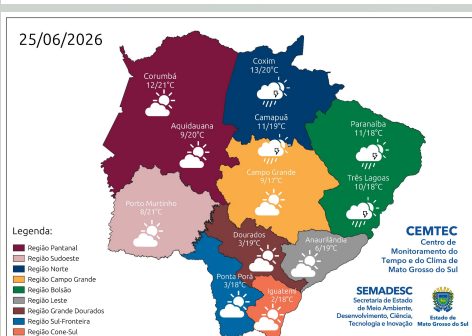 25/06/2026
Coxim
13/20°C
Corumbá
12/21°C
Camapuã
11/19°C
Paranaíba
11/18°C
Aquidauana
9/20°C
Campo Grande
9/17°C
Três Lagoas
10/18°C
Porto Murtinho
8/21°C
Dourados
3/19°C
Anaurilândia
6/19°C
Ponta Porã
3/18°C
Iguatemi
2/18°C
Legenda:
Região Pantanal
Região Sudoeste
Região Norte
Região Campo Grande
Região Bolsão
Região Leste
Região Grande Dourados
Região Sul-Fronteira
Região Cone-Sul
CEMTEC
Centro de
Monitoramento do
Tempo e do Clima de
Mato Grosso do Sul
SEMADESC
Secretaria de Estado
de Meio Ambiente,
Desenvolvimento, Ciência,
Tecnologia e Inovação
Estado de
Mato Grosso do Sul